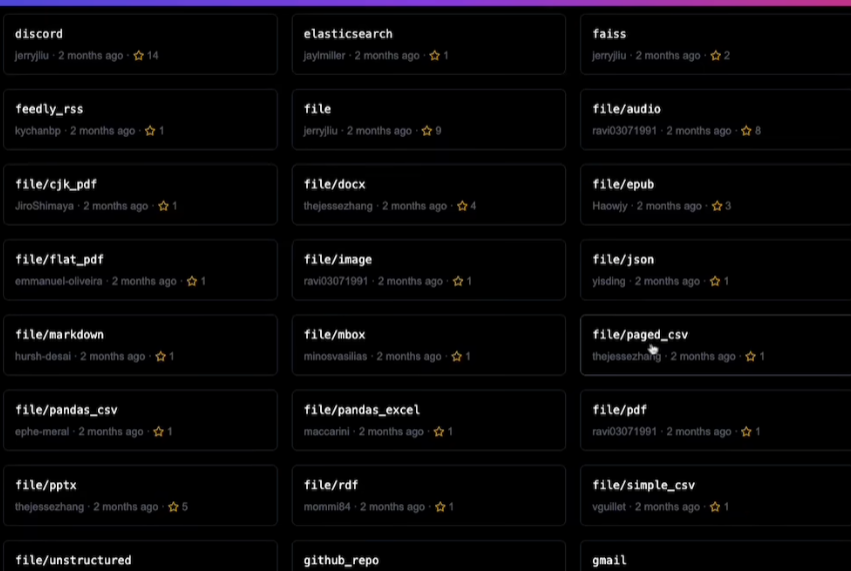 discord
jerryjliu · 2 months ago · 14
elasticsearch
jaylmiller · 2 months ago · 1
faiss
jerryjliu · 2 months ago · 2
feedly_rss
kychanbp · 2 months ago · 1
file
jerryjliu · 2 months ago · 9
file/audio
ravi03071991 · 2 months ago · 8
file/cjk_pdf
JiroShimaya · 2 months ago · 1
file/docx
thejessezhang · 2 months ago · 4
file/epub
Haowjy · 2 months ago · 3
file/flat_pdf
emmanuel-oliveira · 2 months ago · 1
file/image
ravi03071991 · 2 months ago · 1
file/json
yisding · 2 months ago · 1
file/markdown
hursh-desai · 2 months ago · 1
file/mbox
minosvasilias · 2 months ago · 1
file/paged_csv
thejessezhang · 2 months ago · 1
file/pandas_csv
ephe-meral · 2 months ago · 1
file/pandas_excel
maccarini · 2 months ago · 1
file/pdf
ravi03071991 · 2 months ago · 1
file/pptx
thejessezhang · 2 months ago · 5
file/rdf
mommi84 · 2 months ago · 1
file/simple_csv
vguillet · 2 months ago · 1
file/unstructured
github_repo
gmail